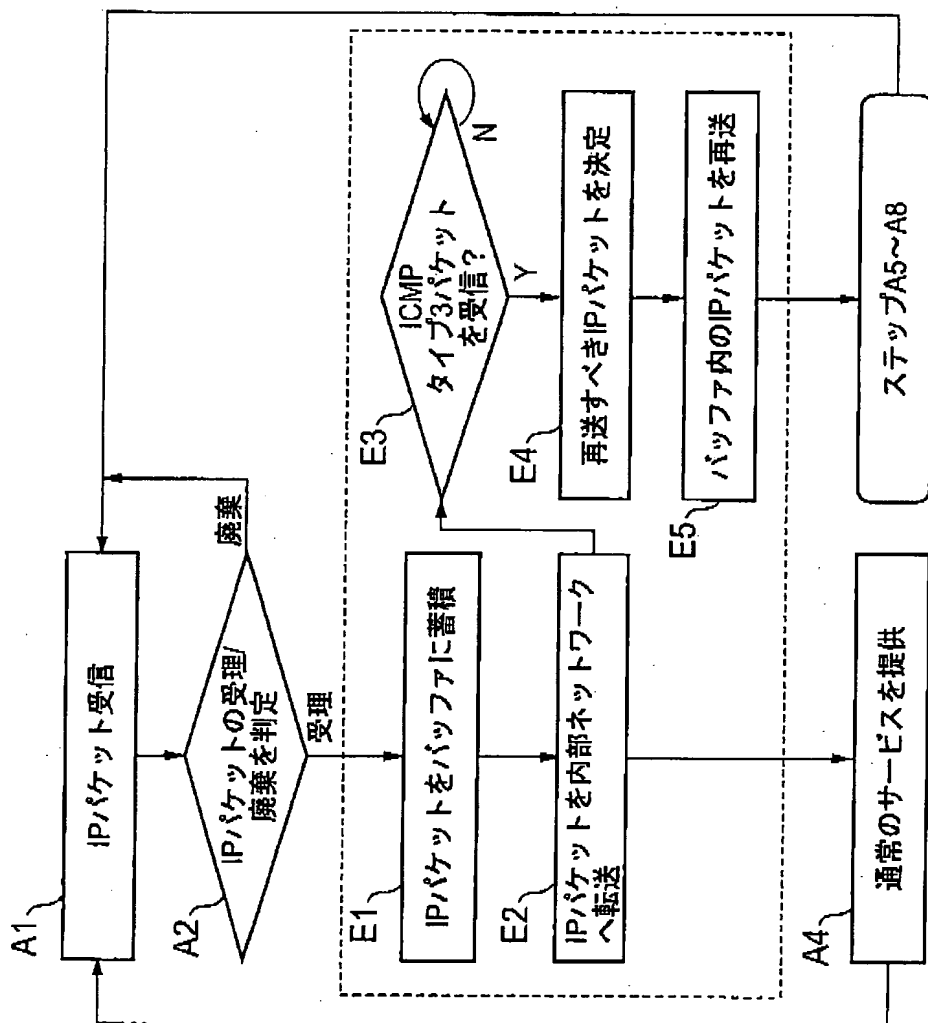 A1
IPパケット受信
A2
IPパケットの受理/
廃棄を判定
廃棄
受理
E1
IPパケットをバッファに蓄積
E2
IPパケットを内部ネットワーク
へ転送
E3
ICMP
タイプ3パケット
を受信?
N
Y
E4
再送すべきIPパケットを決定
E5
バッファ内のIPパケットを再送
A4
通常のサービスを提供
ステップA5~A8